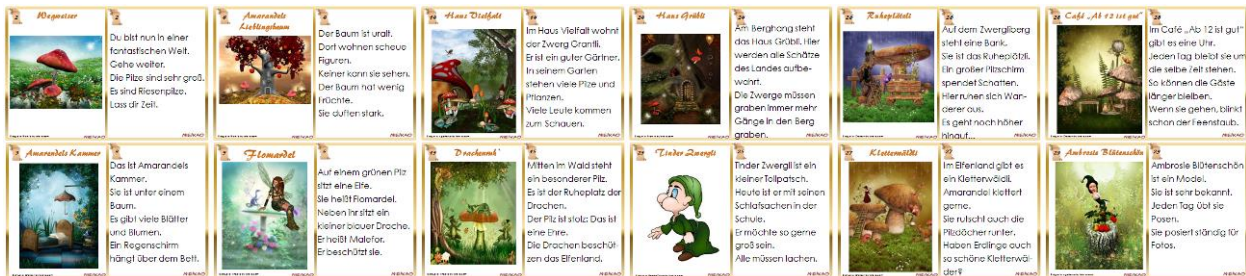 Wegweiser
Du bist nun in einer
fantastischen Welt.
Gehe weiter.
Die Pilze sind sehr groß.
Es sind Riesenpilze.
Lass dir Zeit.
Amarandels
Lieblingsbaum
Der Baum ist uralt.
Dort wohnen scheue
Figuren.
Keiner kann sie sehen.
Der Baum hat wenig
Früchte.
Sie duften stark.
Haus Vielfalt
Im Haus Vielfalt wohnt
der Zwerg Grantli.
Er ist ein guter Gärtner.
In seinem Garten
stehen viele Pilze und
Pflanzen.
Viele Leute kommen
zum Schauen.
Haus Grübli
Am Berghang steht
das Haus Grübli. Hier
werden alle Schätze
des Landes aufbe-
wahrt.
Die Zwerge müssen
graben immer mehr
Gänge in den Berg
graben.
Ruheplätzli
Auf dem Zwergliberg
steht eine Bank.
Sie ist das Ruheplötzli.
Ein großer Pilzschirm
spendet Schatten.
Hier ruhen sich Wan-
derer aus.
Es geht noch höher
hinauf...
Café „Ab 12 ist gut"
Im Café „Ab 12 ist gut"
gibt es eine Uhr.
Jeden Tag bleibt sie um
die selbe Zeit stehen.
So können die Gäste
länger bleiben.
Wenn sie gehen, blinkt
schon der Feenstaub.
Amarandels Kammer
Das ist Amarandels
Kammer.
Sie ist unter einem
Baum.
Es gibt viele Blätter
und Blumen.
Ein Regenschirm
hängt über dem Bett.
Flomardel
Auf einem grünen Pilz
sitzt eine Elfe.
Sie heißt Flomardel.
Neben ihr sitzt ein
kleiner blauer Drache.
Er heißt Malefor.
Er beschützt sie.
Drachenruh'
Mitten im Wald steht
ein besonderer Pilz.
Es ist der Ruheplatz der
Drachen.
Der Pilz ist stolz: Das ist
eine Ehre.
Die Drachen beschüt-
zen das Elfenland.
Tinder Zwergli
Tinder Zwergli ist ein
kleiner Tollpatsch.
Heute ist er mit seinen
Schlafsachen in der
Schule.
Er möchte so gerne
groß sein.
Alle müssen lachen.
Kletterwäldli
Im Elfenland gibt es
ein Kletterwäldli.
Amarandel klettert
gerne.
Sie rutscht auch die
Pilzdächer runter.
Haben Erdlinge auch
so schöne Kletterwäl-
der?
Ambrosie Blütenschön
Ambrosie Blütenschön
ist ein Model.
Sie ist sehr bekannt.
Jeden Tag übt sie
Posen.
Sie posiert ständig für
Fotos.